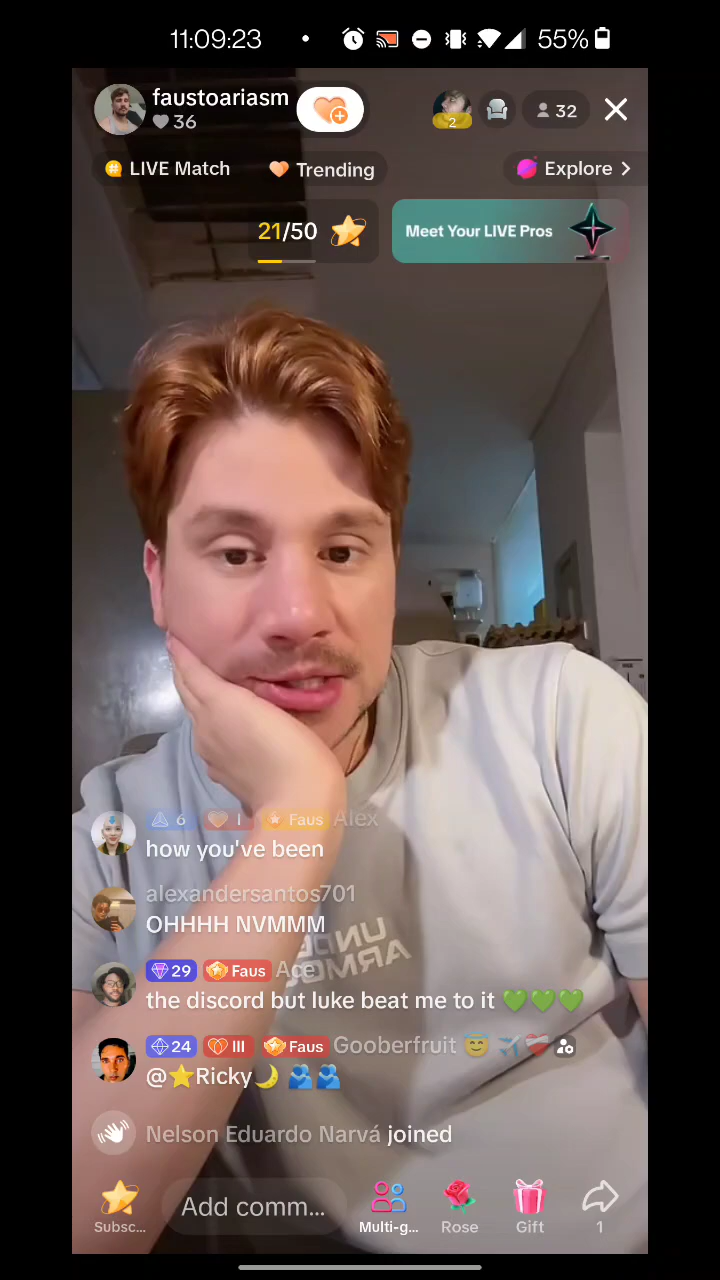 11:09:23
55%
faustoariasm
36
2
32
LIVE Match
Trending
Explore
21/50
Meet Your LIVE Pros
6 I Faus Alex
how you've been
alexandersantos701
OHHHH NVMMM
UNDER
ARMOUR
29 Faus Ace
the discord but luke beat me to it 💚💚💚
24 III Faus Gooberfruit 😇 ✈️❤️‍🩹
@⭐Ricky🌙 🫂🫂
Nelson Eduardo Narvá joined
Subsc...
Add comm...
Multi-g...
Rose
Gift
1